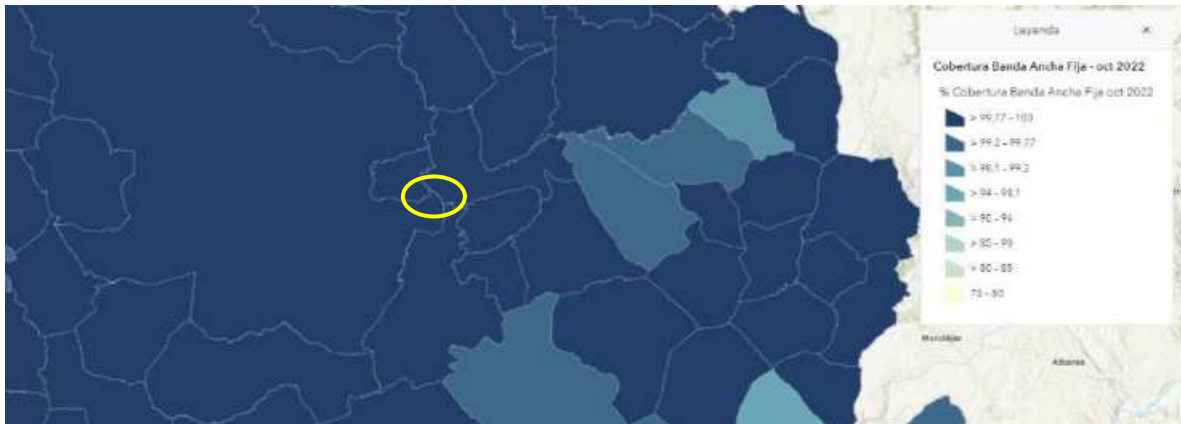 Leyenda ×
Cobertura Banda Ancha Fija - oct 2022
% Cobertura Banda Ancha Fija oct 2022
> 99,77 - 100
> 99,2 - 99,77
> 98,1 - 99,2
> 94 - 98,1
> 90 - 94
> 85 - 90
> 80 - 85
78 - 80
Mondéjar
Albares